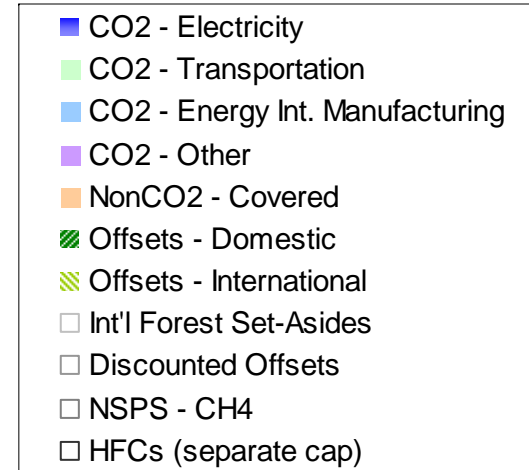 CO2 - Electricity
CO2 - Transportation
CO2 - Energy Int. Manufacturing
CO2 - Other
NonCO2 - Covered
Offsets - Domestic
Offsets - International
Int'l Forest Set-Asides
Discounted Offsets
NSPS - CH4
HFCs (separate cap)